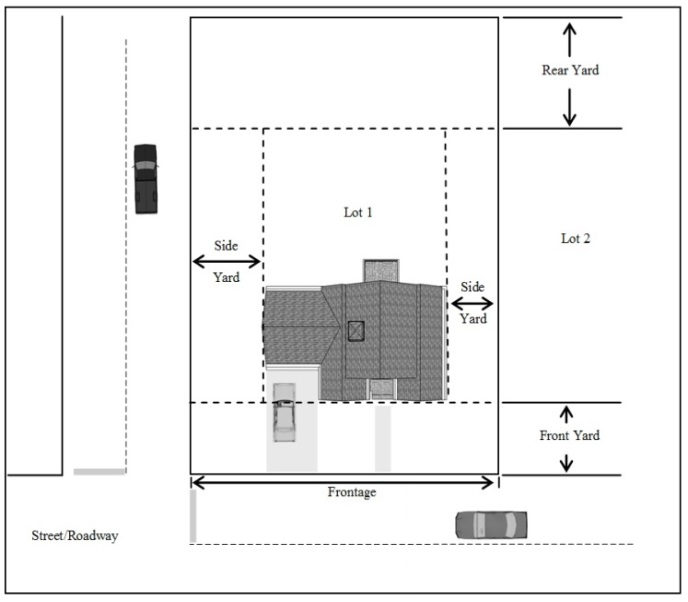 Rear Yard
Lot 1
Lot 2
Side
Yard
Side
Yard
Front Yard
Frontage
Street/Roadway